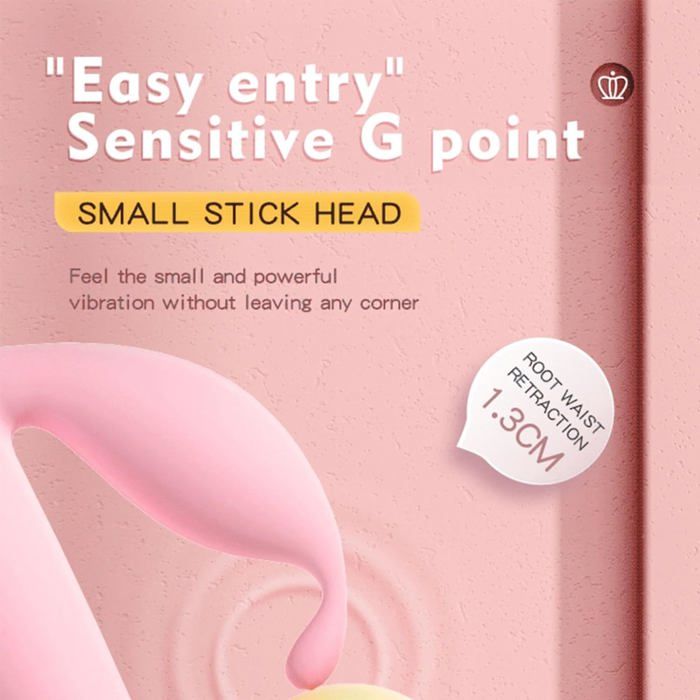 "Easy entry"
Sensitive G point
SMALL STICK HEAD
Feel the small and powerful
vibration without leaving any corner
ROOT WAIST
RETRACTION
1.3CM